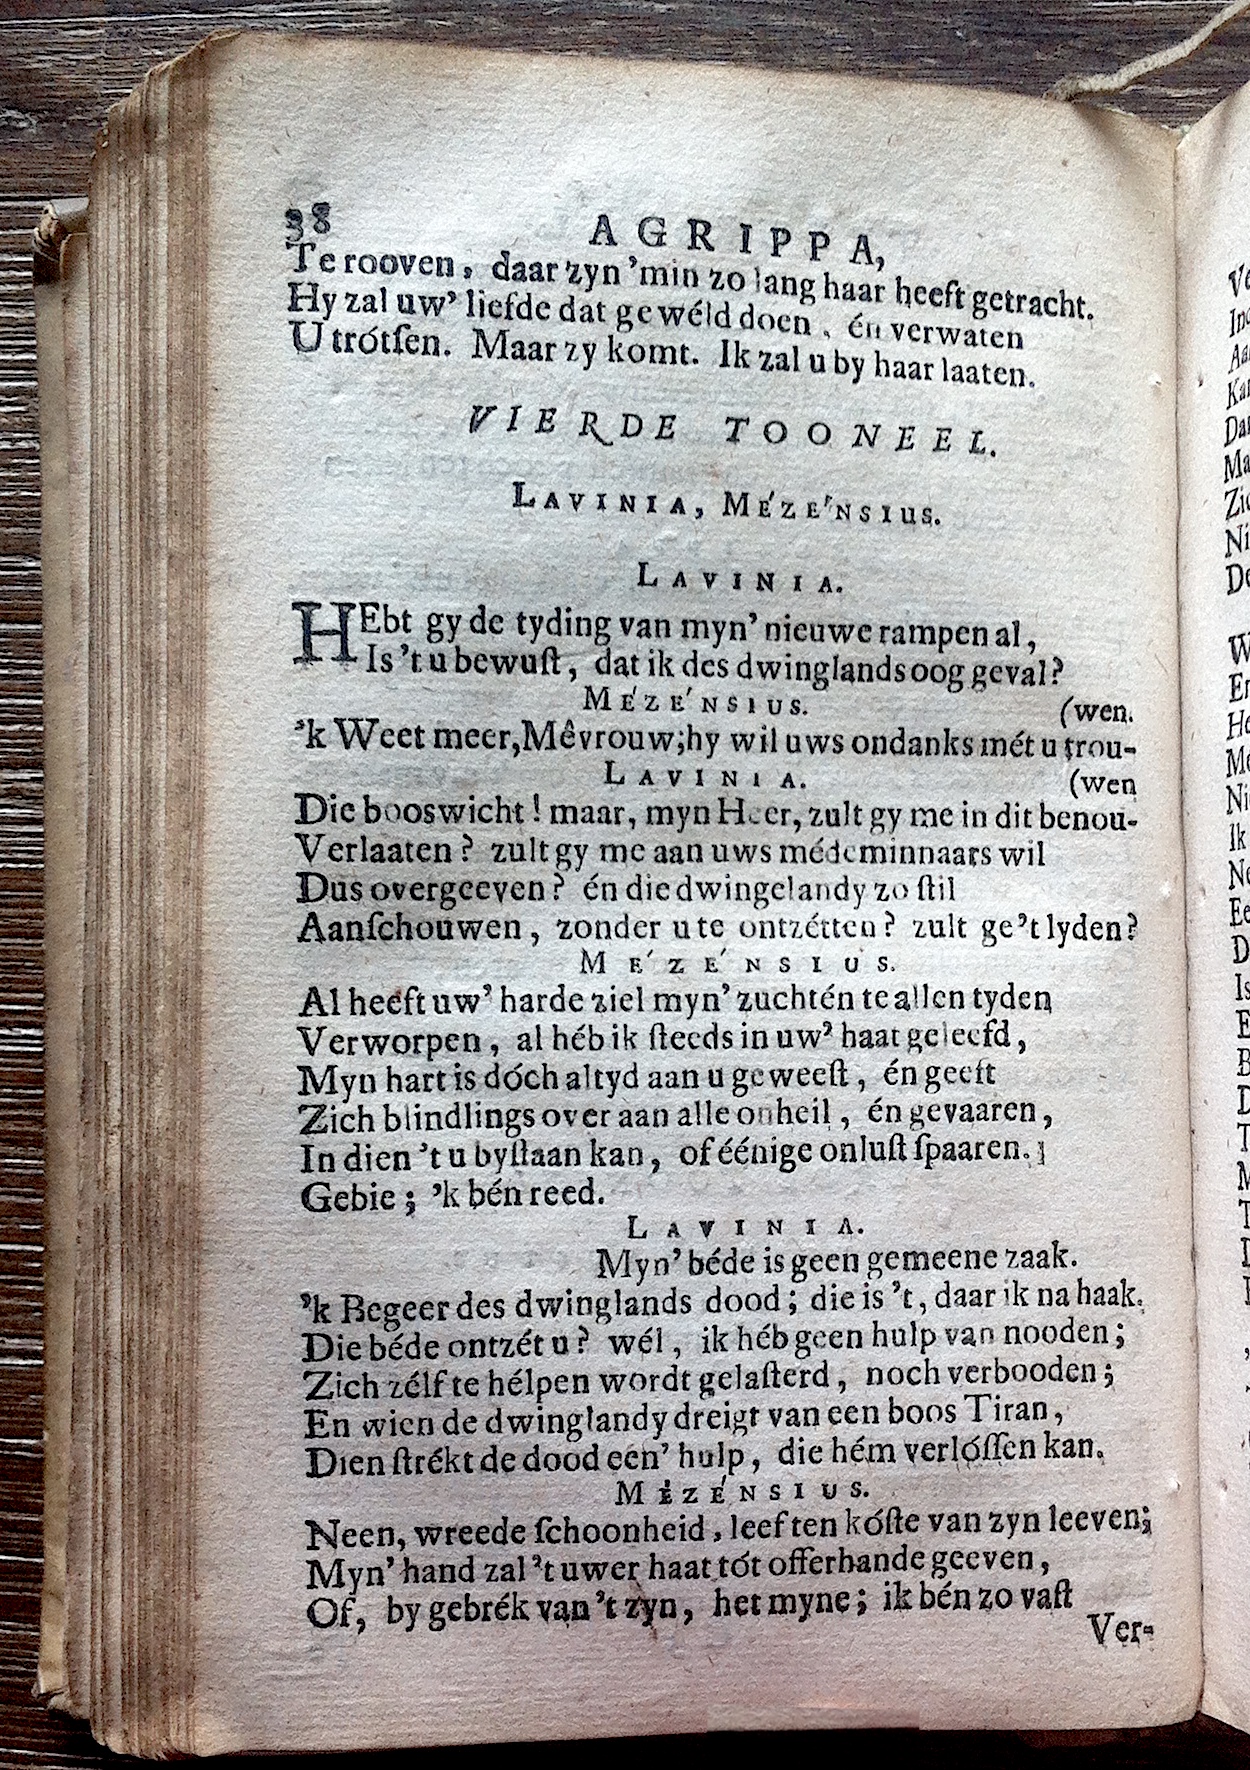 38
AGRIPPA,
Te rooven, daar zyn 'min zo lang haar heeft getracht.
Hy zal uw' liefde dat gewéld doen, én verwaten
U trótſen. Maar zy komt. Ik zal u by haar laaten.
VIERDE TOONEEL.
LAVINIA, MÉZÉNSIUS.
LAVINIA.
HEbt gy de tyding van myn' nieuwe rampen al,
Is 't u bewuſt, dat ik des dwinglands oog geval?
MÉZÉNSIUS. (wen.
'k Weet meer, Mêvrouw; hy wil uws ondanks mét u trou-
LAVINIA. (wen
Die booswicht! maar, myn Heer, zult gy me in dit benou-
Verlaaten? zult gy me aan uws médeminnaars wil
Dus overgeeven? én die dwingelandy zo ſtil
Aanſchouwen, zonder u te ontzétten? zult ge 't lyden?
MÉZÉNSIUS.
Al heeft uw' harde ziel myn' zuchtén te allen tyden
Verworpen, al héb ik ſteeds in uw' haat geleefd,
Myn hart is dóch altyd aan u geweeſt, én geeft
Zich blindlings over aan alle onheil, én gevaaren,
In dien 't u byſtaan kan, of éénige onluſt ſpaaren.
Gebie; 'k bén reed.
LAVINIA.
Myn' béde is geen gemeene zaak.
'k Begeer des dwinglands dood; die is 't, daar ik na haak.
Die béde ontzét u? wél, ik héb geen hulp van nooden;
Zich zélf te hélpen wordt gelaſterd, noch verbooden;
En wien de dwinglandy dreigt van een boos Tiran,
Dien ſtrékt de dood een' hulp, die hém verlóſſen kan.
MÉZÉNSIUS.
Neen, wreede ſchoonheid, leef ten kóſte van zyn leeven;
Myn' hand zal 't uwer haat tót offerhande geeven,
Of, by gebrék van 't zyn, het myne; ik bén zo vaſt
Ver-